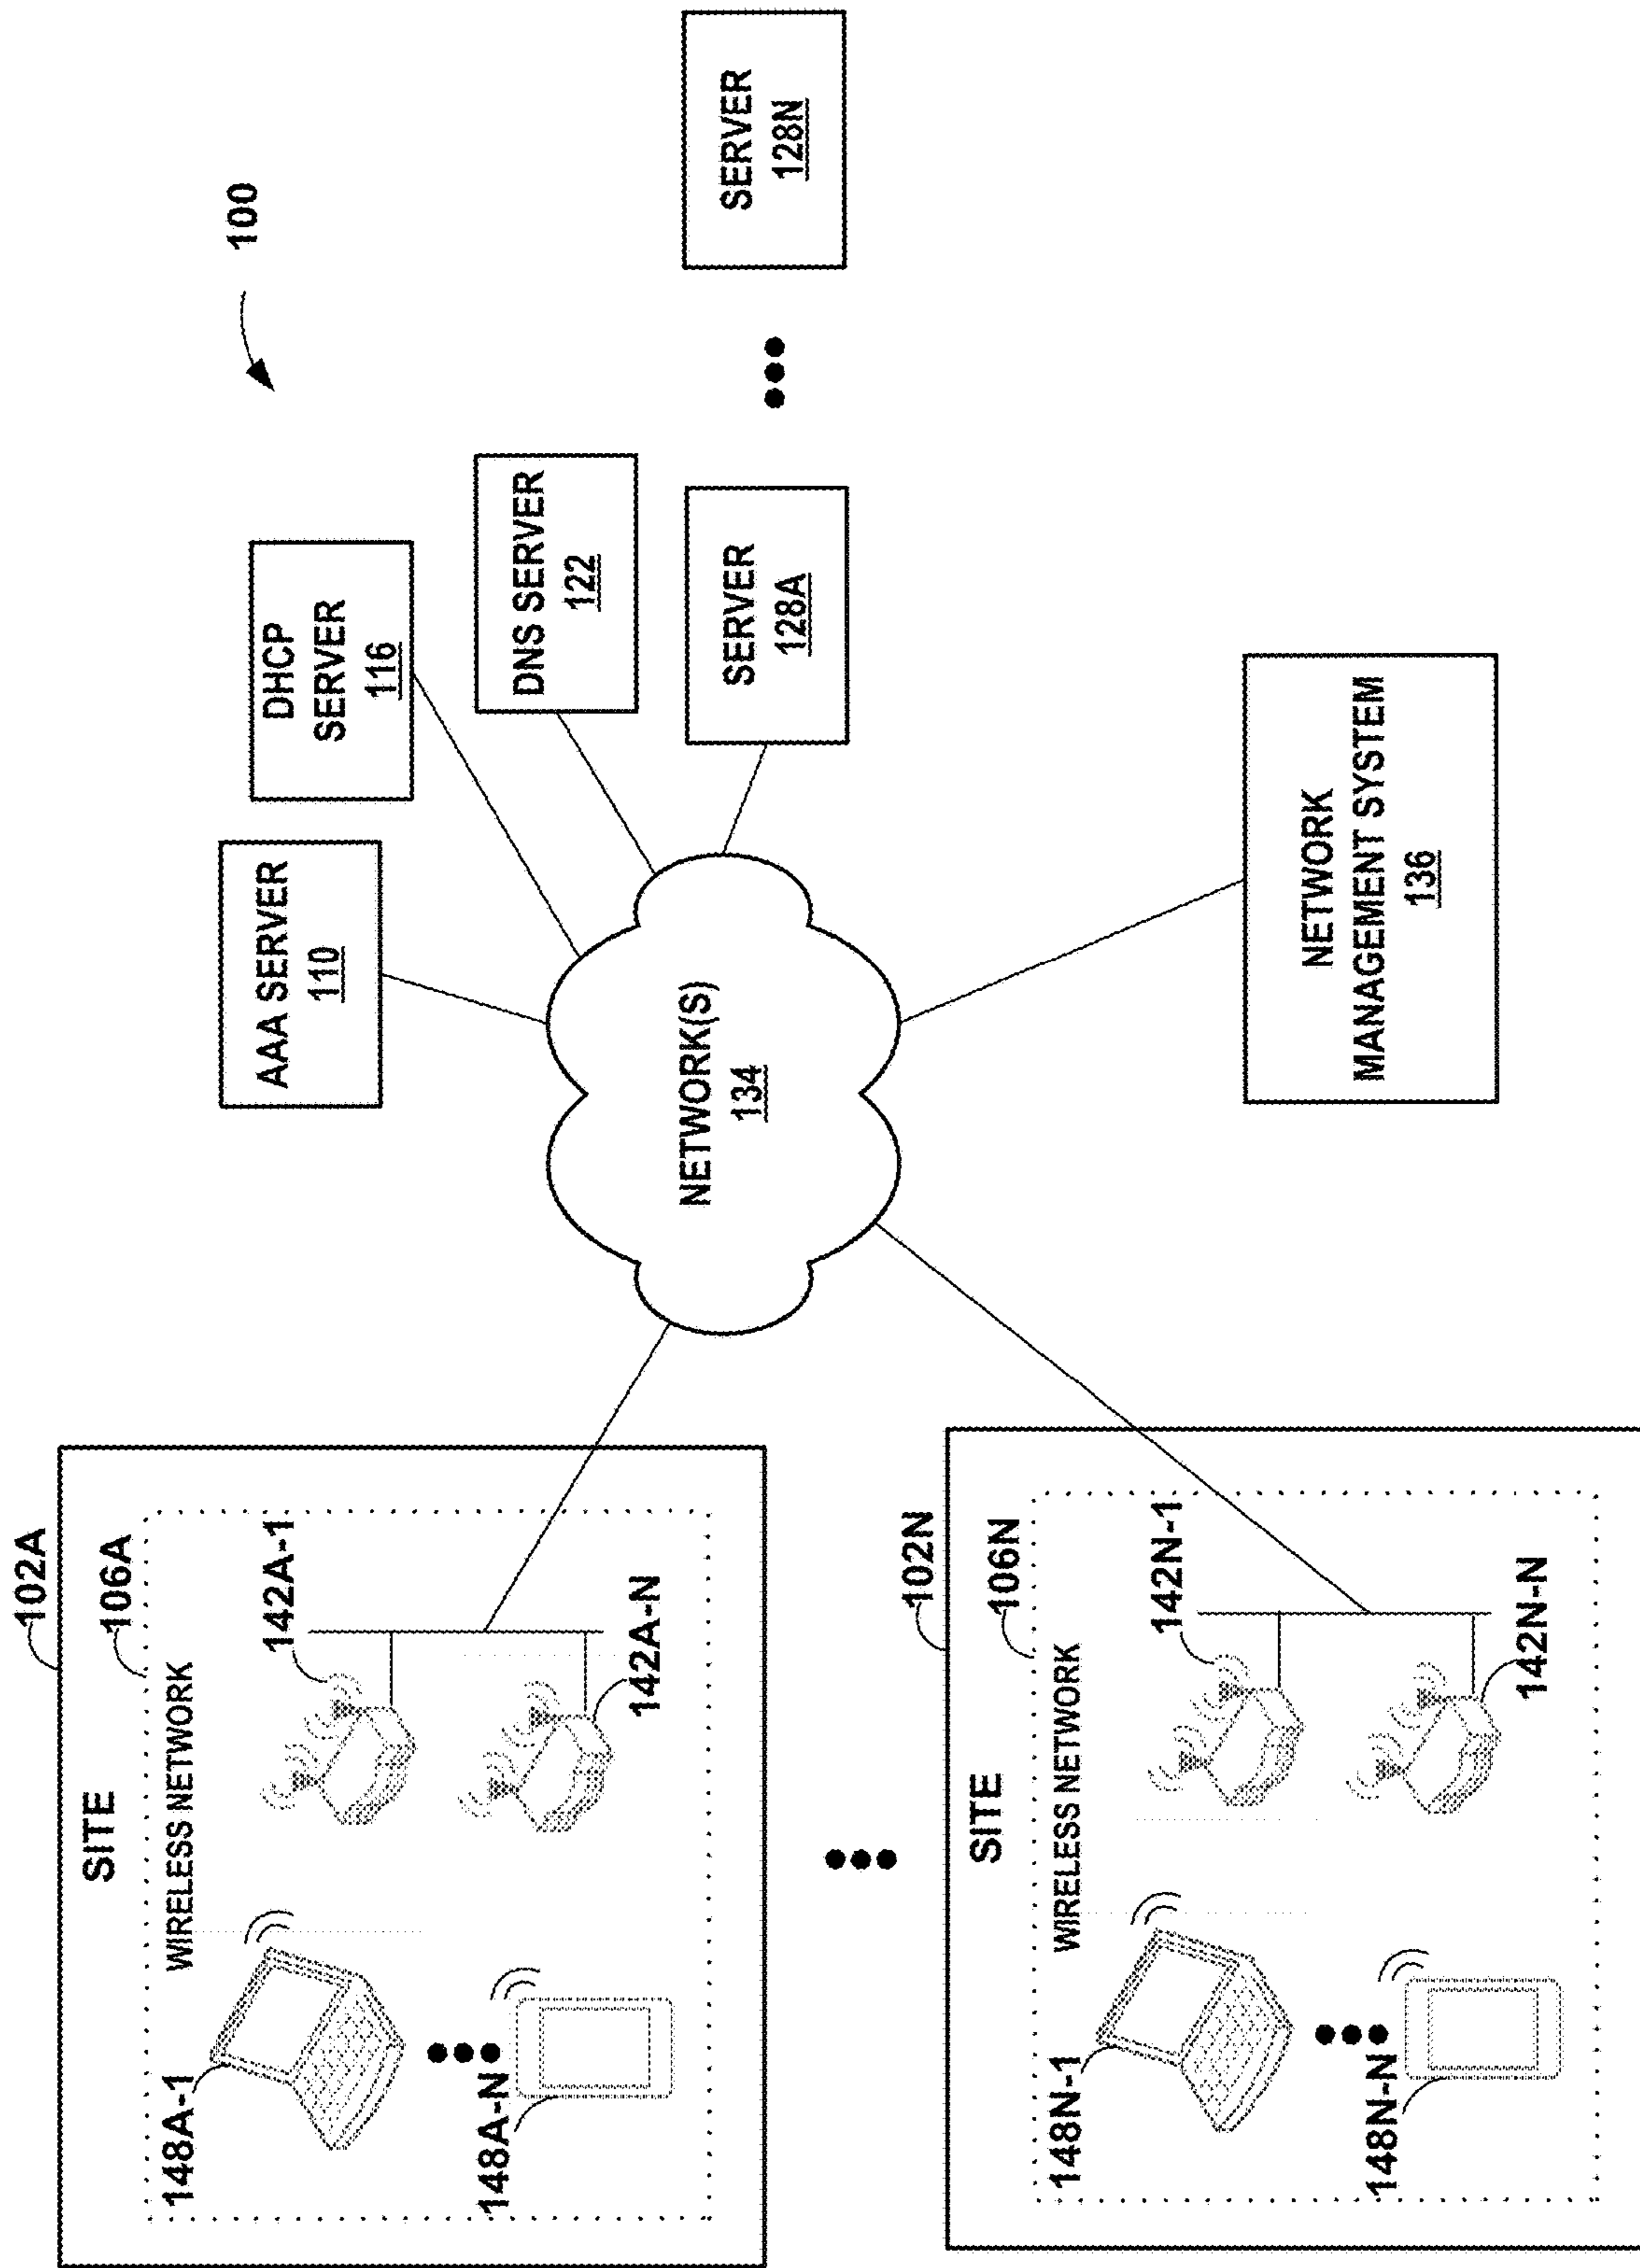 100
102A
SITE
106A
WIRELESS NETWORK
148A-1
148A-N
142A-1
142A-N
102N
SITE
106N
WIRELESS NETWORK
148N-1
148N-N
142N-1
142N-N
NETWORK(S)
134
AAA SERVER
110
DHCP
SERVER
116
DNS SERVER
122
SERVER
128A
SERVER
128N
NETWORK
MANAGEMENT SYSTEM
136